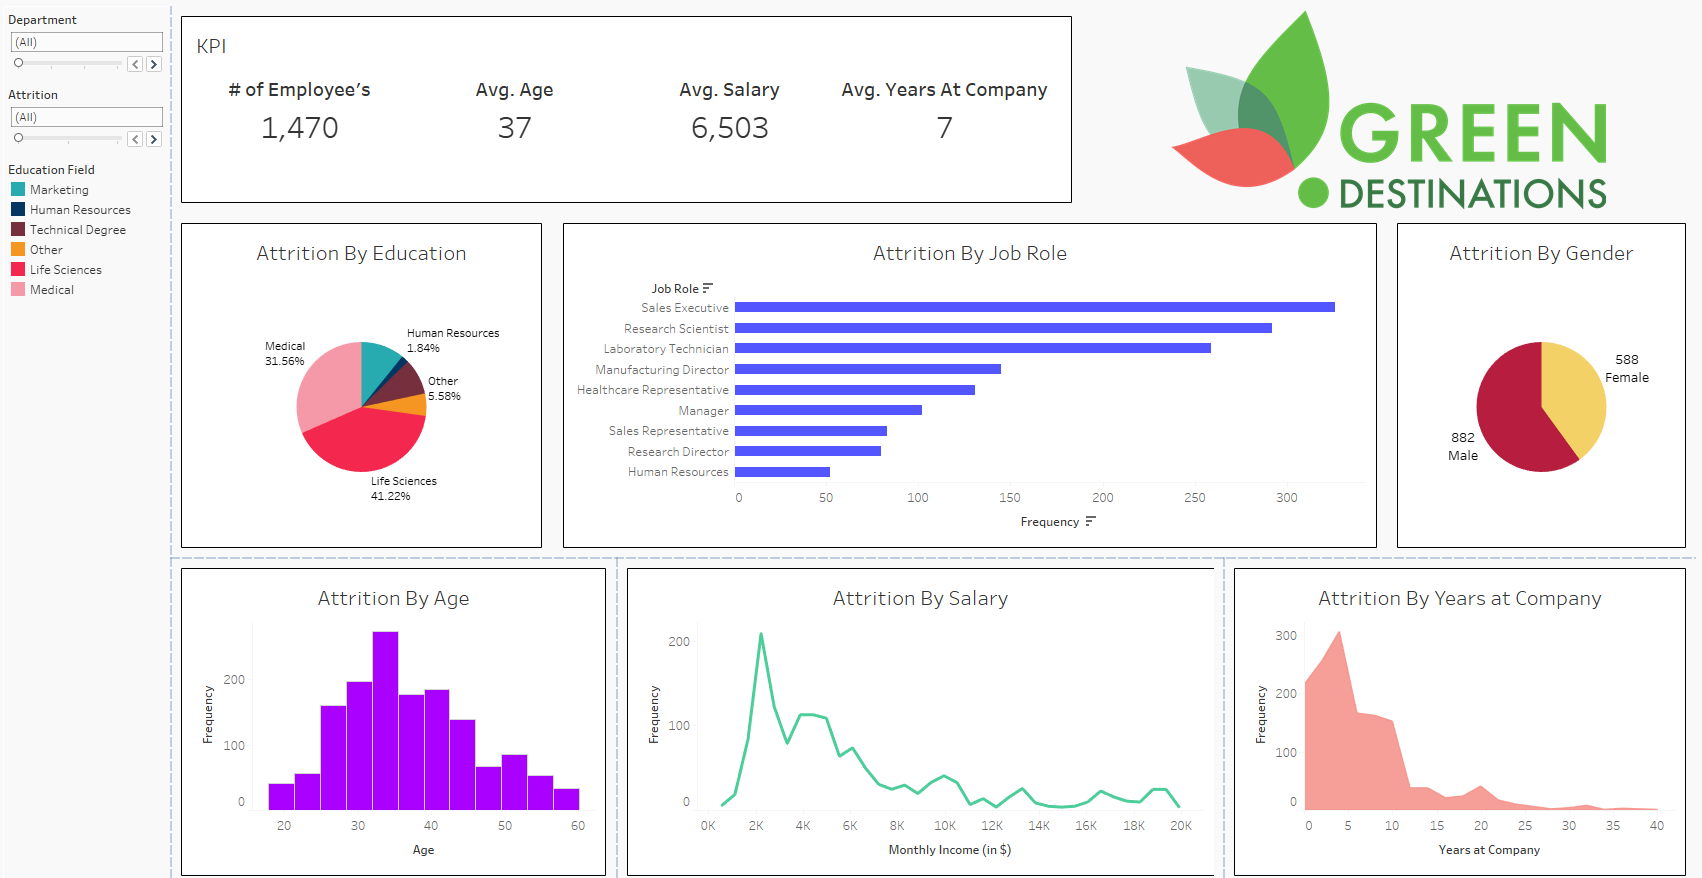 Department
(All)
Attrition
(All)
Education Field
Marketing
Human Resources
Technical Degree
Other
Life Sciences
Medical
KPI
# of Employee's Avg. Age Avg. Salary Avg. Years At Company
1,470 37 6,503 7
GREEN
DESTINATIONS
Attrition By Education
Human Resources
1.84%
Medical
31.56%
Other
5.58%
Life Sciences
41.22%
Attrition By Job Role
Job Role
Sales Executive
Research Scientist
Laboratory Technician
Manufacturing Director
Healthcare Representative
Manager
Sales Representative
Research Director
Human Resources
0 50 100 150 200 250 300
Frequency
Attrition By Gender
588
Female
882
Male
Attrition By Age
Frequency
200
100
0
20 30 40 50 60
Age
Attrition By Salary
Frequency
200
100
0
0K 2K 4K 6K 8K 10K 12K 14K 16K 18K 20K
Monthly Income (in $)
Attrition By Years at Company
Frequency
300
200
100
0
0 5 10 15 20 25 30 35 40
Years at Company